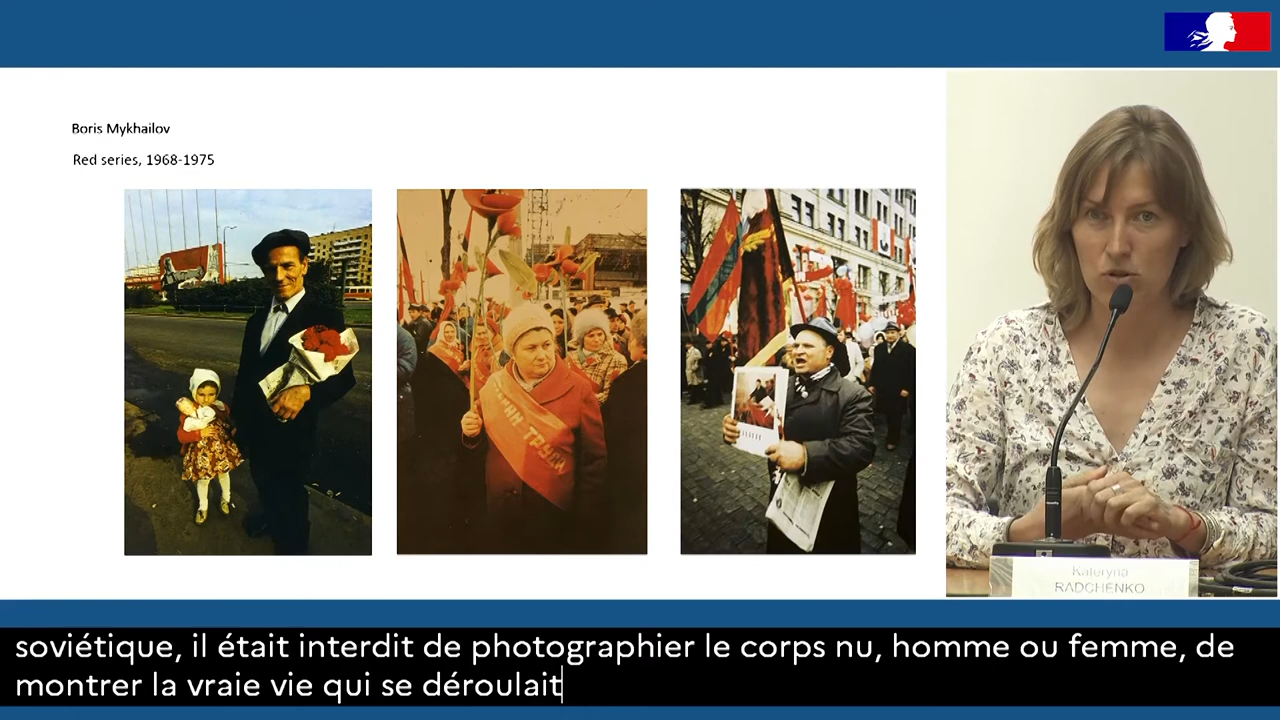 Boris Mykhailov
Red series, 1968-1975
Kateryna
RADCHENKO
soviétique, il était interdit de photographier le corps nu, homme ou femme, de
montrer la vraie vie qui se déroulait